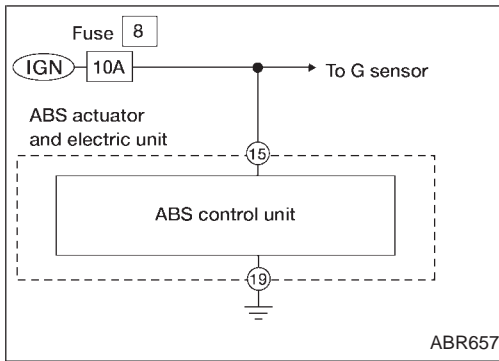 Fuse 8
IGN 10A To G sensor
ABS actuator
and electric unit
15
ABS control unit
19
ABR657